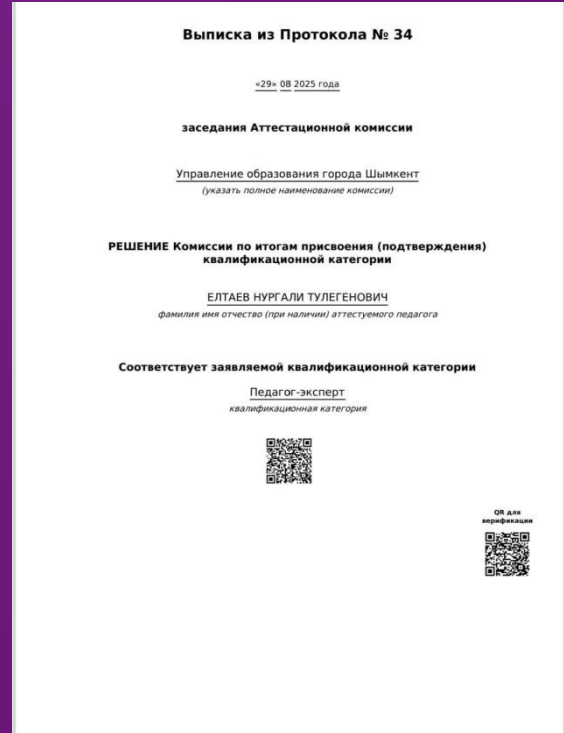 Выписка из Протокола № 34
«29» 08 2025 года
заседания Аттестационной комиссии
Управление образования города Шымкент
(указать полное наименование комиссии)
РЕШЕНИЕ Комиссии по итогам присвоения (подтверждения)
квалификационной категории
ЕЛТАЕВ НУРГАЛИ ТУЛЕГЕНОВИЧ
фамилия имя отчество (при наличии) аттестуемого педагога
Соответствует заявляемой квалификационной категории
Педагог-эксперт
квалификационная категория
QR для
верификации